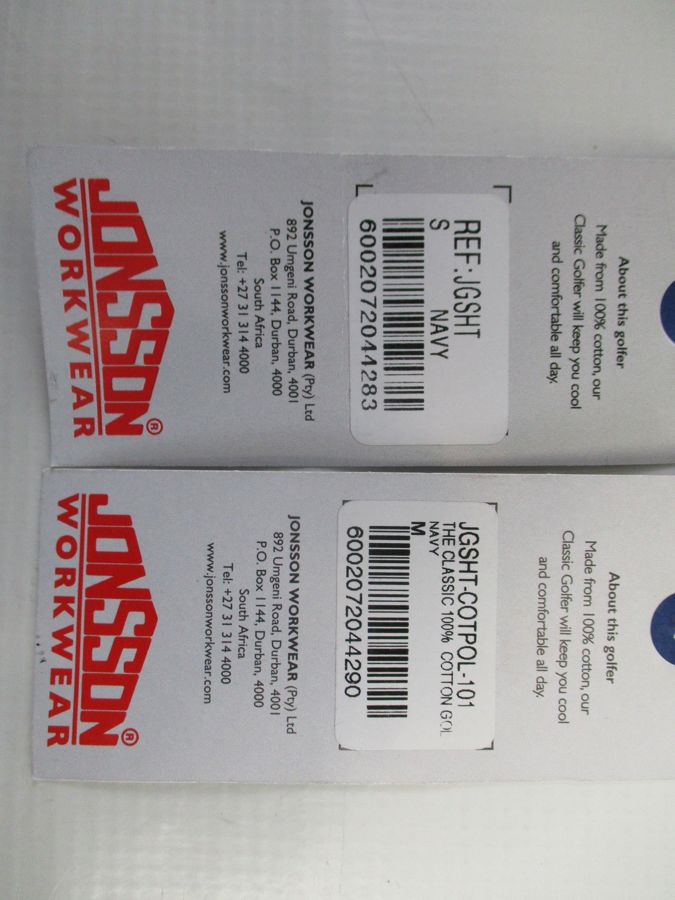 About this golfer
Made from 100% cotton, our
Classic Golfer will keep you cool
and comfortable all day.
REF:JGSHT
NAVY
S
6002072044283
JONSSON WORKWEAR (Pty) Ltd
892 Umgeni Road, Durban, 4001
P.O. Box 1144, Durban, 4000
South Africa
Tel: +27 31 314 4000
www.jonssonworkwear.com
JONSSON®
WORKWEAR
About this golfer
Made from 100% cotton, our
Classic Golfer will keep you cool
and comfortable all day.
JGSHT-COTPOL-101
THE CLASSIC 100% COTTON GOL
NAVY
M
6002072044290
JONSSON WORKWEAR (Pty) Ltd
892 Umgeni Road, Durban, 4001
P.O. Box 1144, Durban, 4000
South Africa
Tel: +27 31 314 4000
www.jonssonworkwear.com
JONSSON®
WORKWEAR